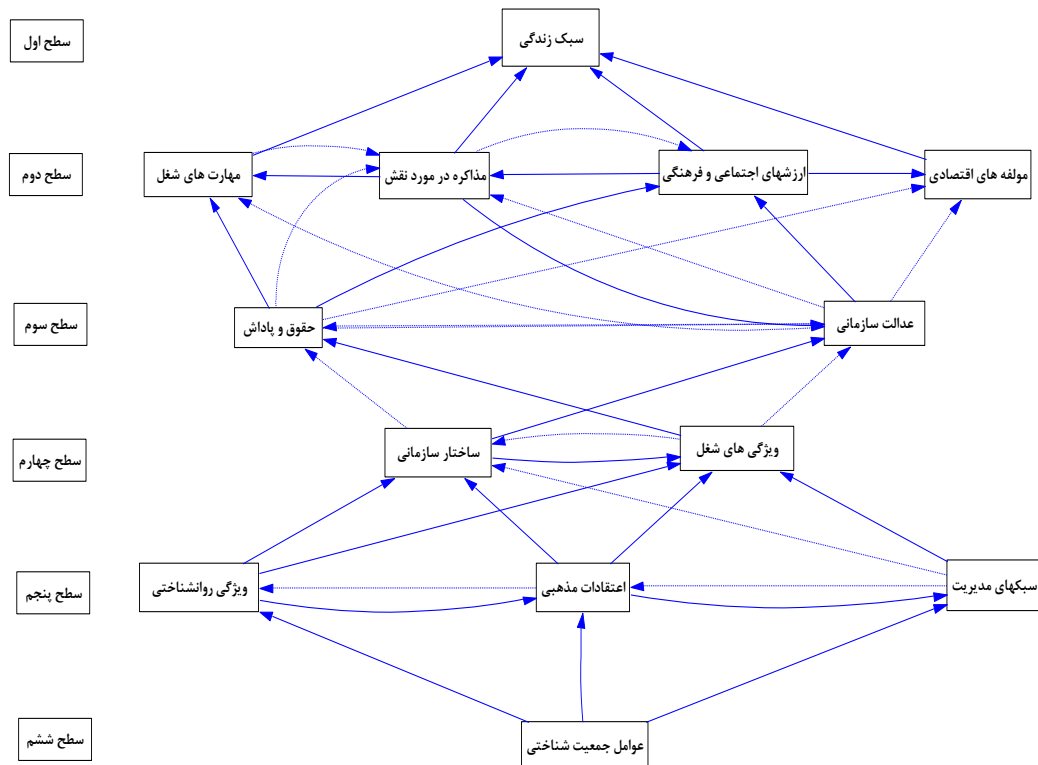 سطح اول
سبک زندگی
سطح دوم
مولفه های اقتصادی
ارزشهای اجتماعی و فرهنگی
مذاکره در مورد نقش
مهارت های شغل
سطح سوم
عدالت سازمانی
حقوق و پاداش
سطح چهارم
ویژگی های شغل
ساختار سازمانی
سطح پنجم
سبکهای مدیریت
اعتقادات مذهبی
ویژگی روانشناختی
سطح ششم
عوامل جمعیت شناختی